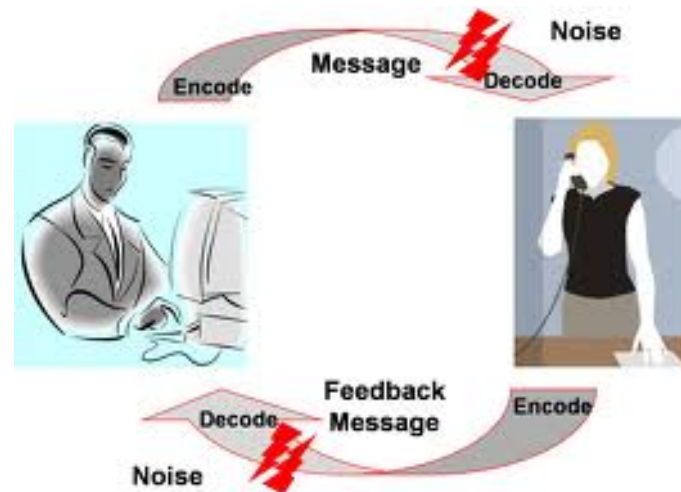 Noise
Message
Encode
Decode
Feedback
Message
Encode
Decode
Noise